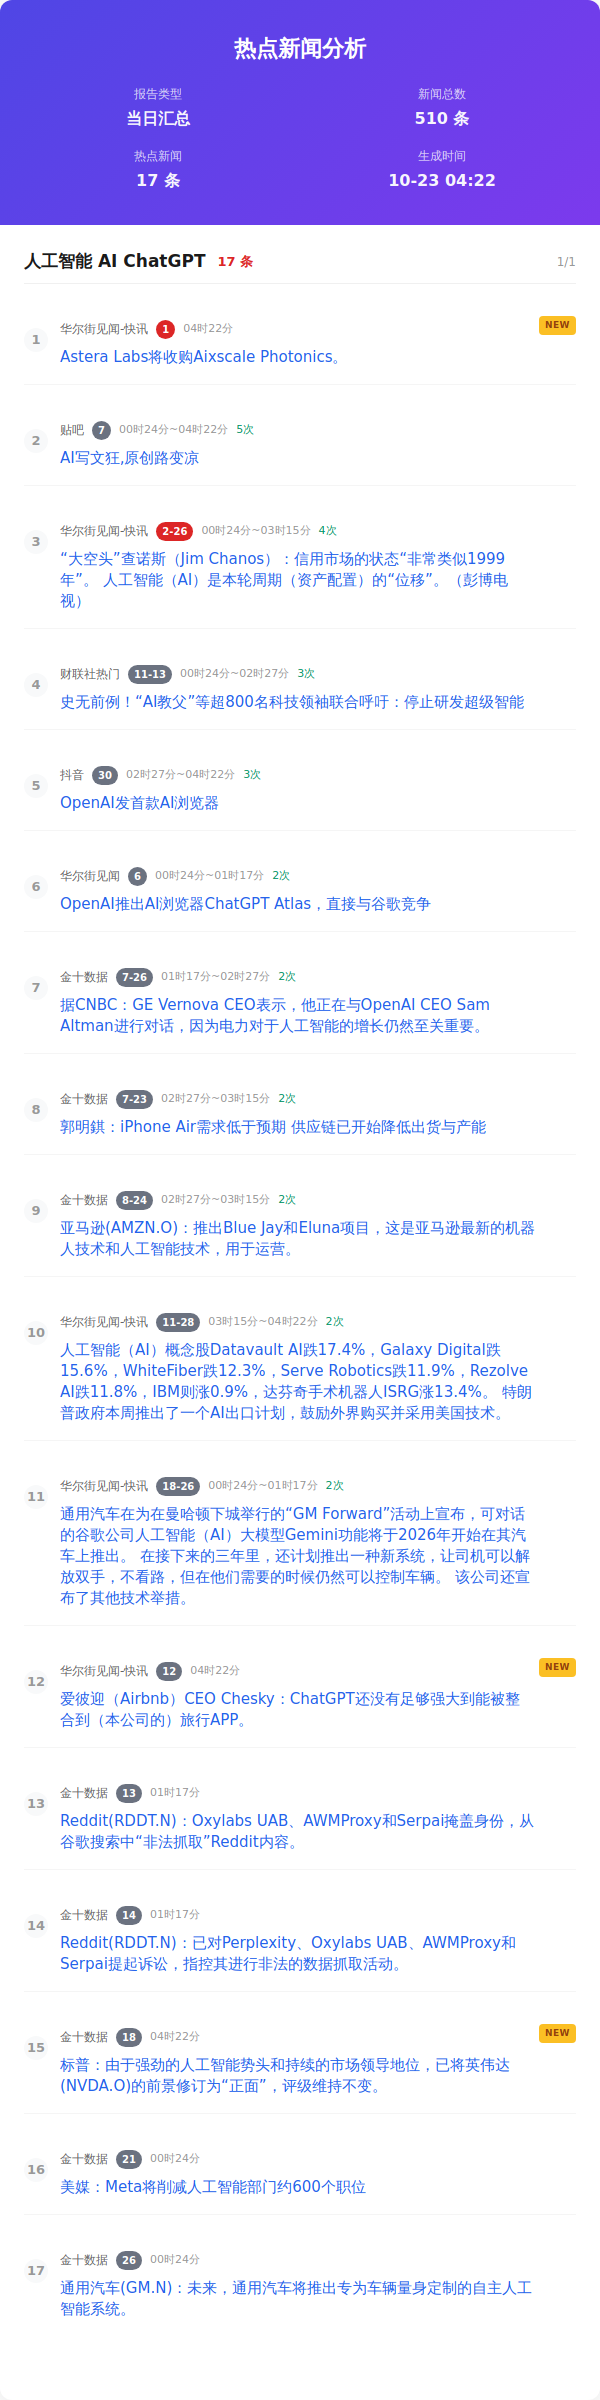 热点新闻分析
报告类型
当日汇总
新闻总数
510 条
热点新闻
17 条
生成时间
10-23 04:22
人工智能 AI ChatGPT 17 条 1/1
1
华尔街见闻-快讯 1 04时22分 NEW
Astera Labs将收购Aixscale Photonics。
2
贴吧 7 00时24分~04时22分 5次
AI写文狂,原创路变凉
3
华尔街见闻-快讯 2-26 00时24分~03时15分 4次
“大空头”查诺斯（Jim Chanos）：信用市场的状态“非常类似1999
年”。 人工智能（AI）是本轮周期（资产配置）的“位移”。（彭博电
视）
4
财联社热门 11-13 00时24分~02时27分 3次
史无前例！“AI教父”等超800名科技领袖联合呼吁：停止研发超级智能
5
抖音 30 02时27分~04时22分 3次
OpenAI发首款AI浏览器
6
华尔街见闻 6 00时24分~01时17分 2次
OpenAI推出AI浏览器ChatGPT Atlas，直接与谷歌竞争
7
金十数据 7-26 01时17分~02时27分 2次
据CNBC：GE Vernova CEO表示，他正在与OpenAI CEO Sam
Altman进行对话，因为电力对于人工智能的增长仍然至关重要。
8
金十数据 7-23 02时27分~03时15分 2次
郭明錤：iPhone Air需求低于预期 供应链已开始降低出货与产能
9
金十数据 8-24 02时27分~03时15分 2次
亚马逊(AMZN.O)：推出Blue Jay和Eluna项目，这是亚马逊最新的机器
人技术和人工智能技术，用于运营。
10
华尔街见闻-快讯 11-28 03时15分~04时22分 2次
人工智能（AI）概念股Datavault AI跌17.4%，Galaxy Digital跌
15.6%，WhiteFiber跌12.3%，Serve Robotics跌11.9%，Rezolve
AI跌11.8%，IBM则涨0.9%，达芬奇手术机器人ISRG涨13.4%。 特朗
普政府本周推出了一个AI出口计划，鼓励外国购买并采用美国技术。
11
华尔街见闻-快讯 18-26 00时24分~01时17分 2次
通用汽车在为在曼哈顿下城举行的“GM Forward”活动上宣布，可对话
的谷歌公司人工智能（AI）大模型Gemini功能将于2026年开始在其汽
车上推出。 在接下来的三年里，还计划推出一种新系统，让司机可以解
放双手，不看路，但在他们需要的时候仍然可以控制车辆。 该公司还宣
布了其他技术举措。
12
华尔街见闻-快讯 12 04时22分 NEW
爱彼迎（Airbnb）CEO Chesky：ChatGPT还没有足够强大到能被整
合到（本公司的）旅行APP。
13
金十数据 13 01时17分
Reddit(RDDT.N)：Oxylabs UAB、AWMProxy和Serpai掩盖身份，从
谷歌搜索中“非法抓取”Reddit内容。
14
金十数据 14 01时17分
Reddit(RDDT.N)：已对Perplexity、Oxylabs UAB、AWMProxy和
Serpai提起诉讼，指控其进行非法的数据抓取活动。
15
金十数据 18 04时22分 NEW
标普：由于强劲的人工智能势头和持续的市场领导地位，已将英伟达
(NVDA.O)的前景修订为“正面”，评级维持不变。
16
金十数据 21 00时24分
美媒：Meta将削减人工智能部门约600个职位
17
金十数据 26 00时24分
通用汽车(GM.N)：未来，通用汽车将推出专为车辆量身定制的自主人工
智能系统。